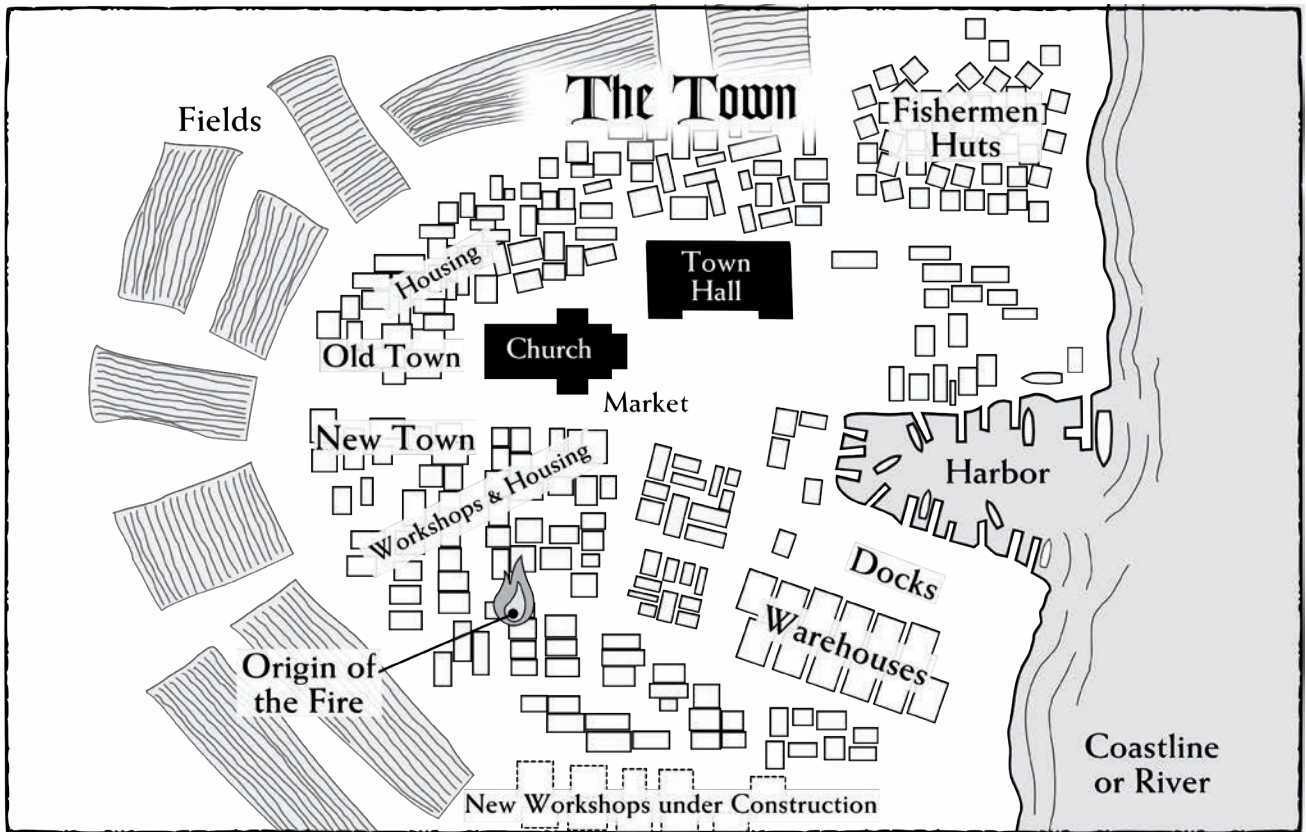 The Town
Fields
Fishermen
Huts
Housing
Town
Hall
Old Town
Church
Market
New Town
Workshops & Housing
Harbor
Docks
Warehouses
Origin of
the Fire
Coastline
or River
New Workshops under Construction